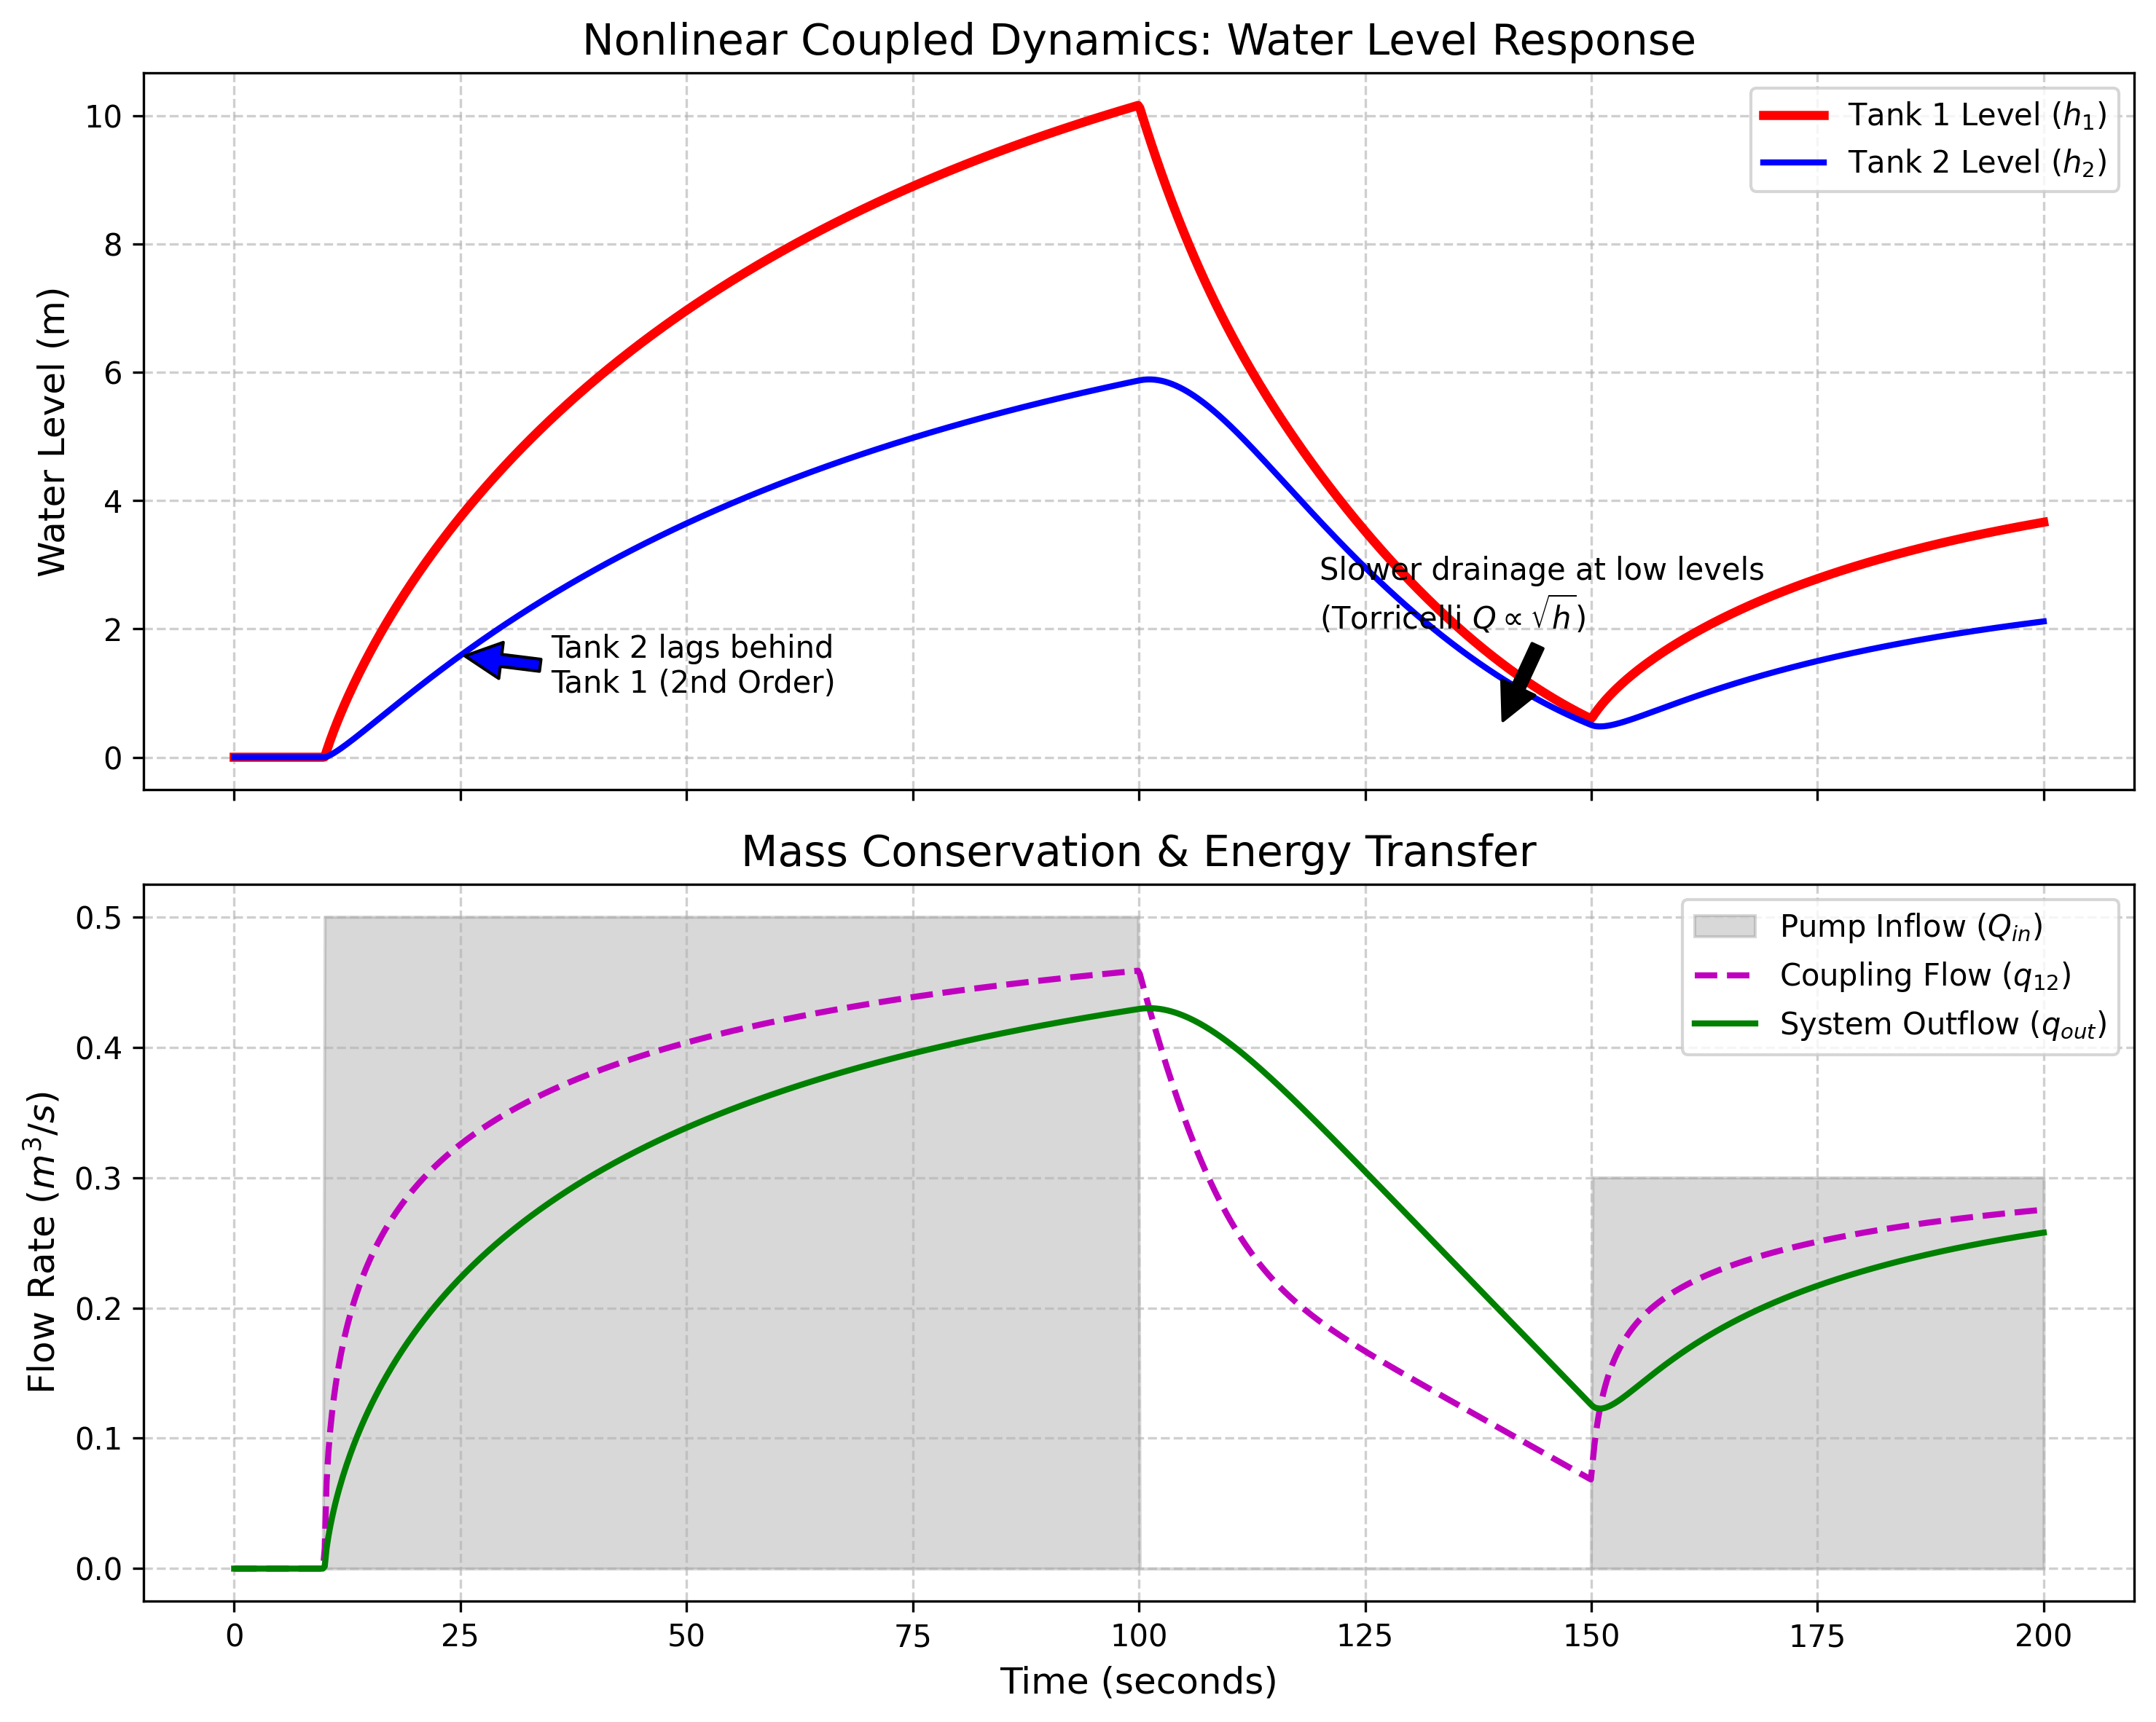 Nonlinear Coupled Dynamics: Water Level Response
Water Level (m)
10
8
6
4
2
0
Tank 1 Level (h₁)
Tank 2 Level (h₂)
Slower drainage at low levels
(Torricelli Q ∝ √h)
Tank 2 lags behind
Tank 1 (2nd Order)
Mass Conservation & Energy Transfer
Flow Rate (m³/s)
0.5
0.4
0.3
0.2
0.1
0.0
Pump Inflow (Qᵢₙ)
Coupling Flow (q₁₂)
System Outflow (qₒᵤₜ)
0 25 50 75 100 125 150 175 200
Time (seconds)